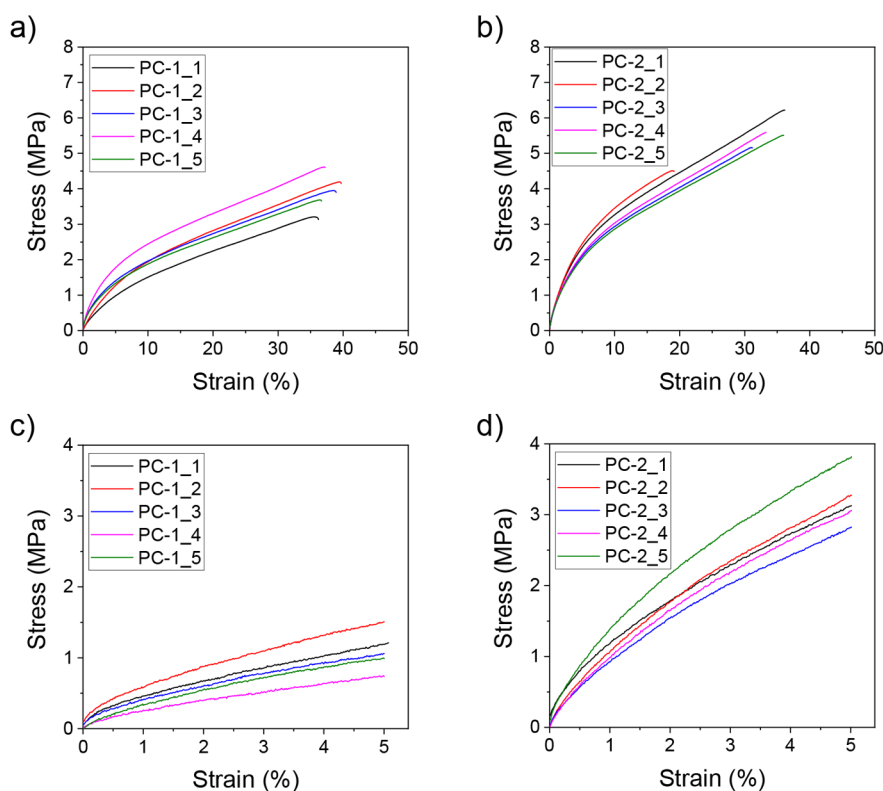 a)
8
7
6
5
4
3
2
1
0
Stress (MPa)
PC-1_1
PC-1_2
PC-1_3
PC-1_4
PC-1_5
0 10 20 30 40 50
Strain (%)
b)
8
7
6
5
4
3
2
1
0
Stress (MPa)
PC-2_1
PC-2_2
PC-2_3
PC-2_4
PC-2_5
0 10 20 30 40 50
Strain (%)
c)
4
3
2
1
0
Stress (MPa)
PC-1_1
PC-1_2
PC-1_3
PC-1_4
PC-1_5
0 1 2 3 4 5
Strain (%)
d)
4
3
2
1
0
Stress (MPa)
PC-2_1
PC-2_2
PC-2_3
PC-2_4
PC-2_5
0 1 2 3 4 5
Strain (%)